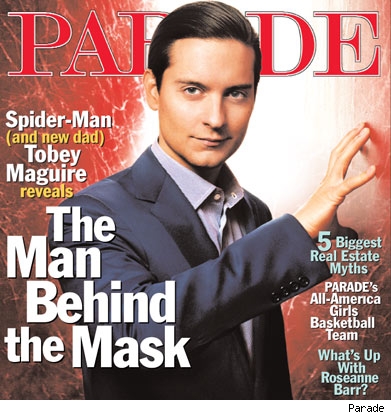 PARADE
Spider-Man
(and new dad)
Tobey
Maguire
reveals
The
Man
Behind
the Mask
5 Biggest
Real Estate
Myths
PARADE'S
All-America
Girls
Basketball
Team
What's Up
With
Roseanne
Barr?
Parade